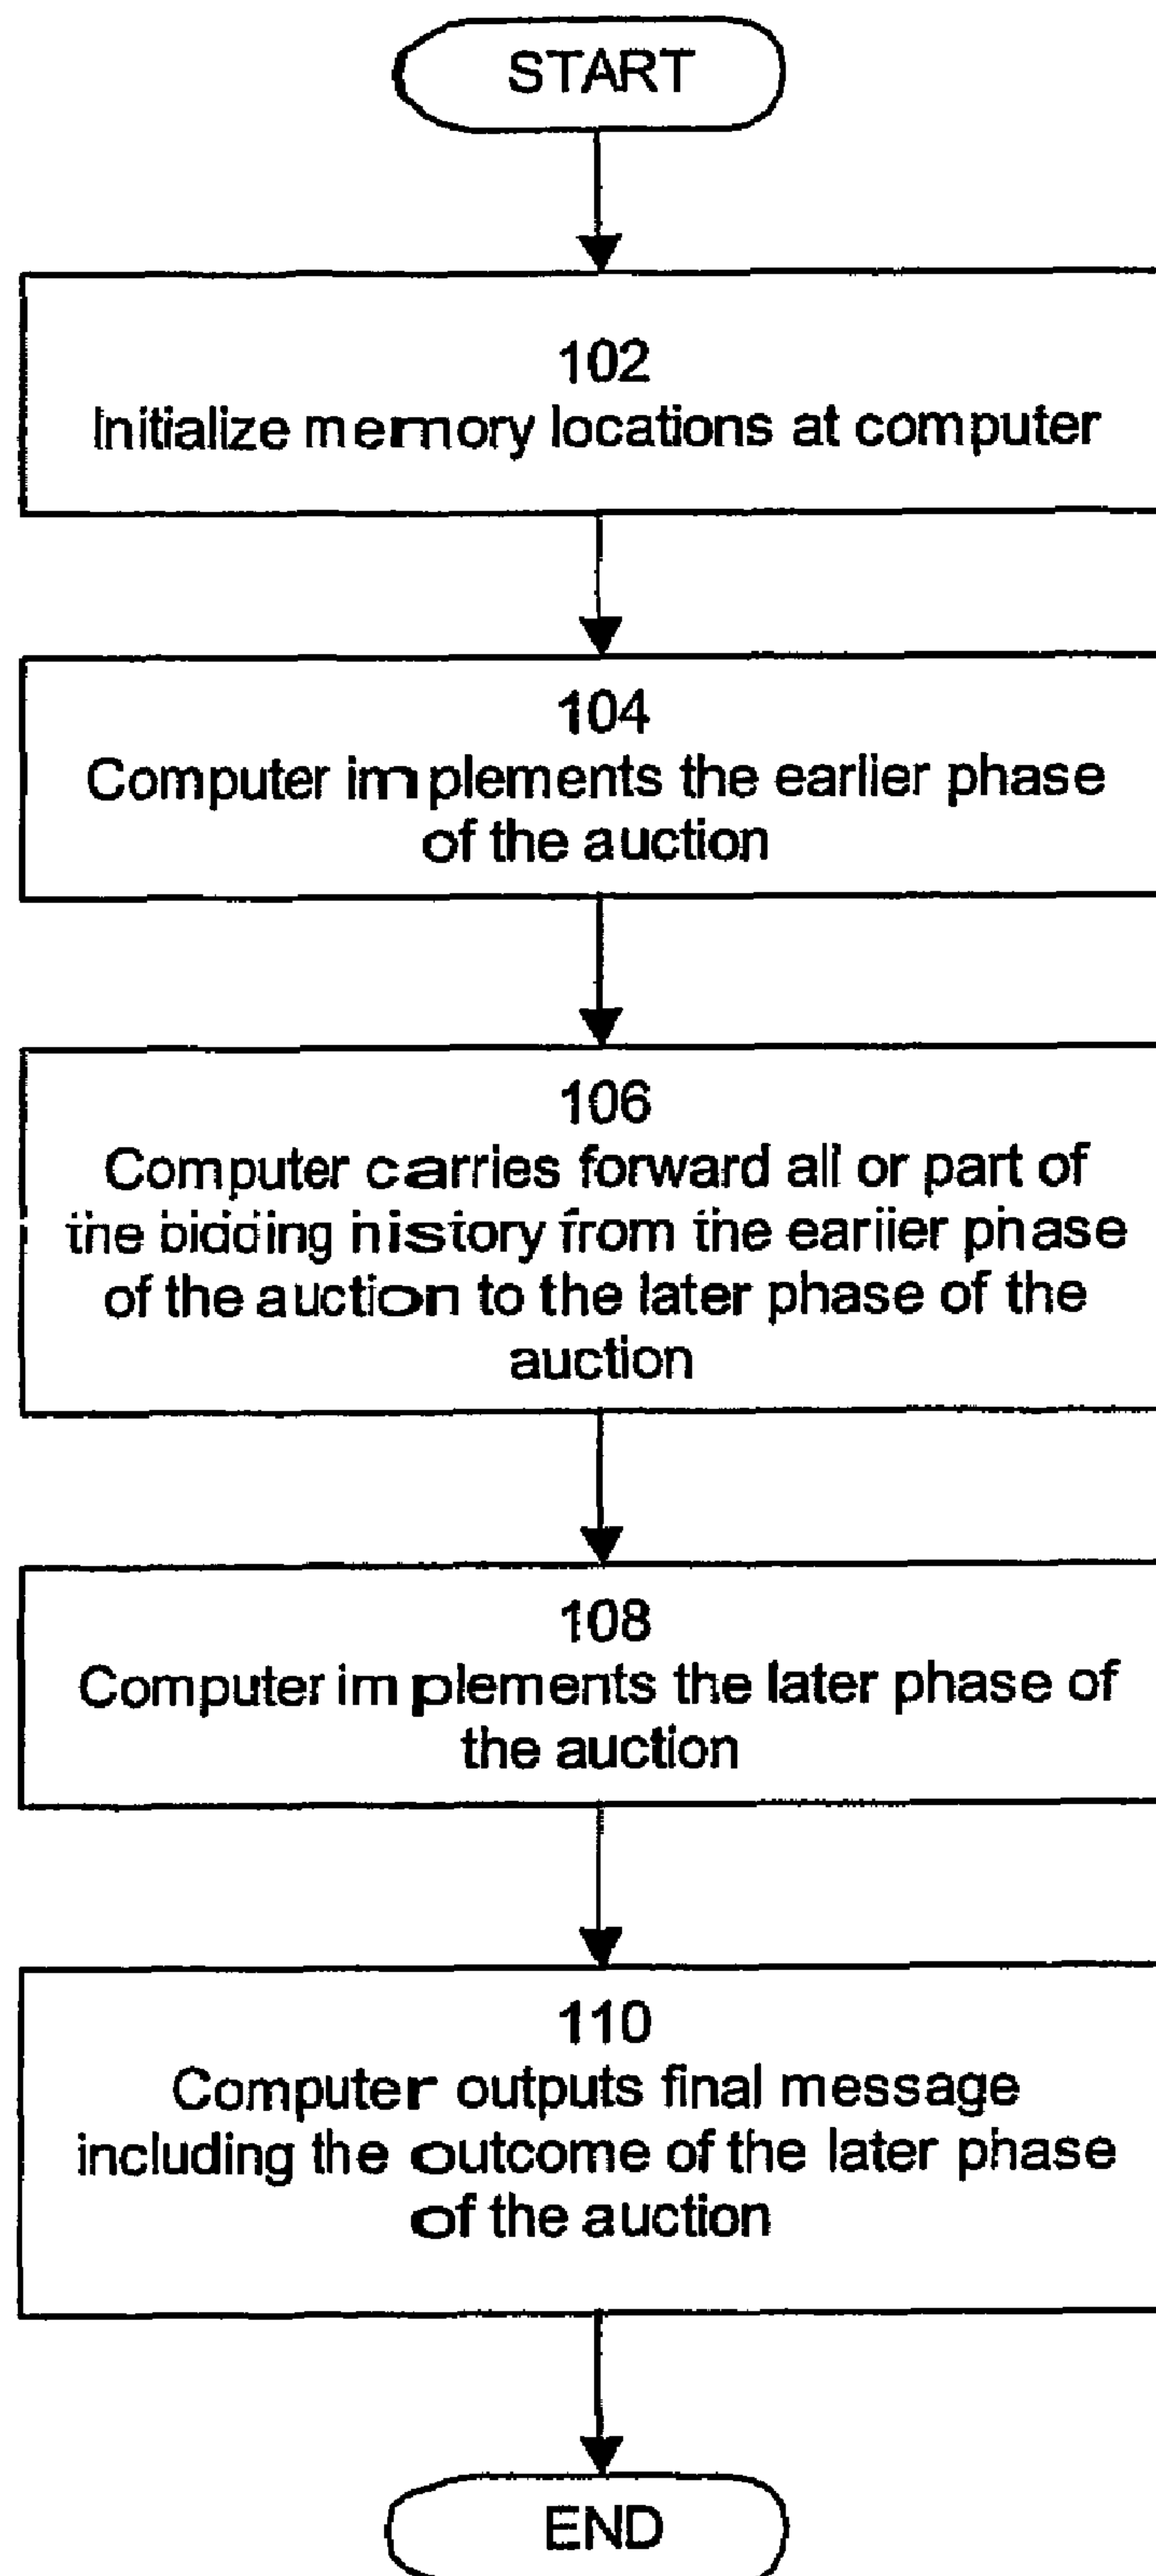 START
102
Initialize memory locations at computer
104
Computer implements the earlier phase
of the auction
106
Computer carries forward all or part of
the bidding history from the earlier phase
of the auction to the later phase of the
auction
108
Computer implements the later phase of
the auction
110
Computer outputs final message
including the outcome of the later phase
of the auction
END